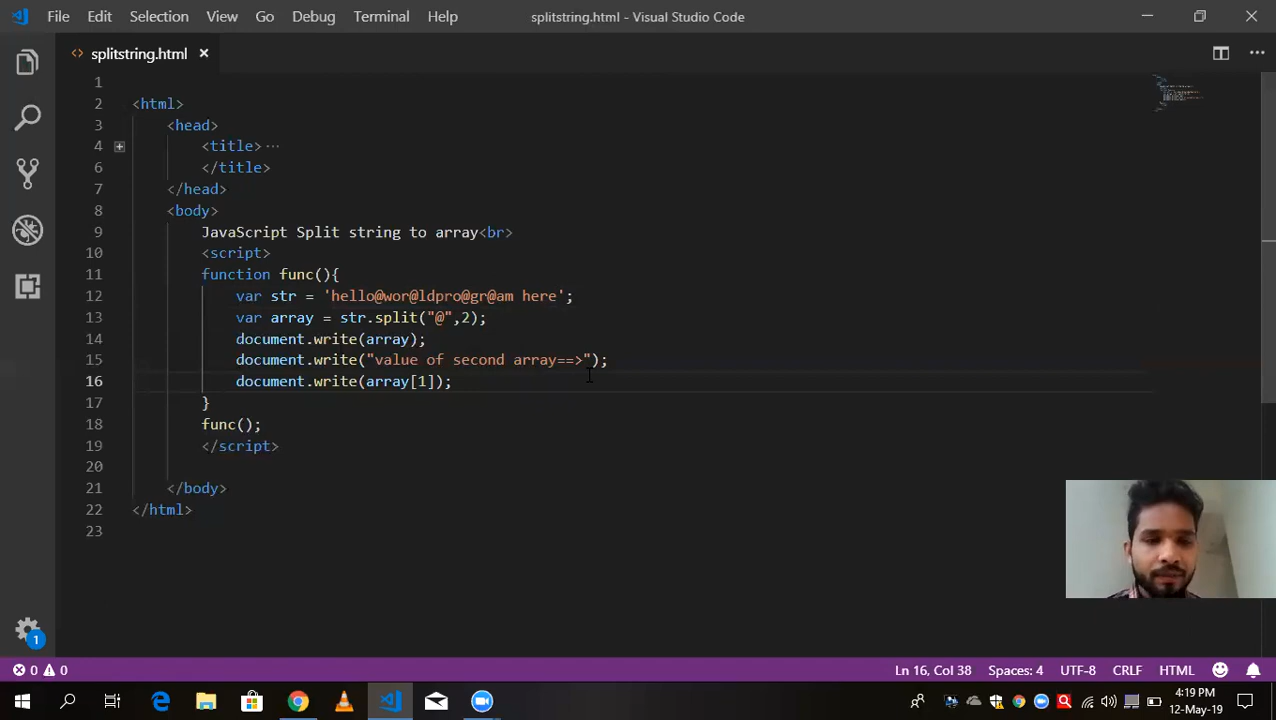 File Edit Selection View Go Debug Terminal Help splitstring.html - Visual Studio Code
splitstring.html
1
2 <html>
3 <head>
4 <title> ...
6 </title>
7 </head>
8 <body>
9 JavaScript Split string to array<br>
10 <script>
11 function func(){
12 var str = 'hello@wor@ldpro@gr@am here';
13 var array = str.split("@",2);
14 document.write(array);
15 document.write("value of second array==>");
16 document.write(array[1]);
17 }
18 func();
19 </script>
20
21 </body>
22 </html>
23
1
0 0 Ln 16, Col 38 Spaces: 4 UTF-8 CRLF HTML
4:19 PM
12-May-19